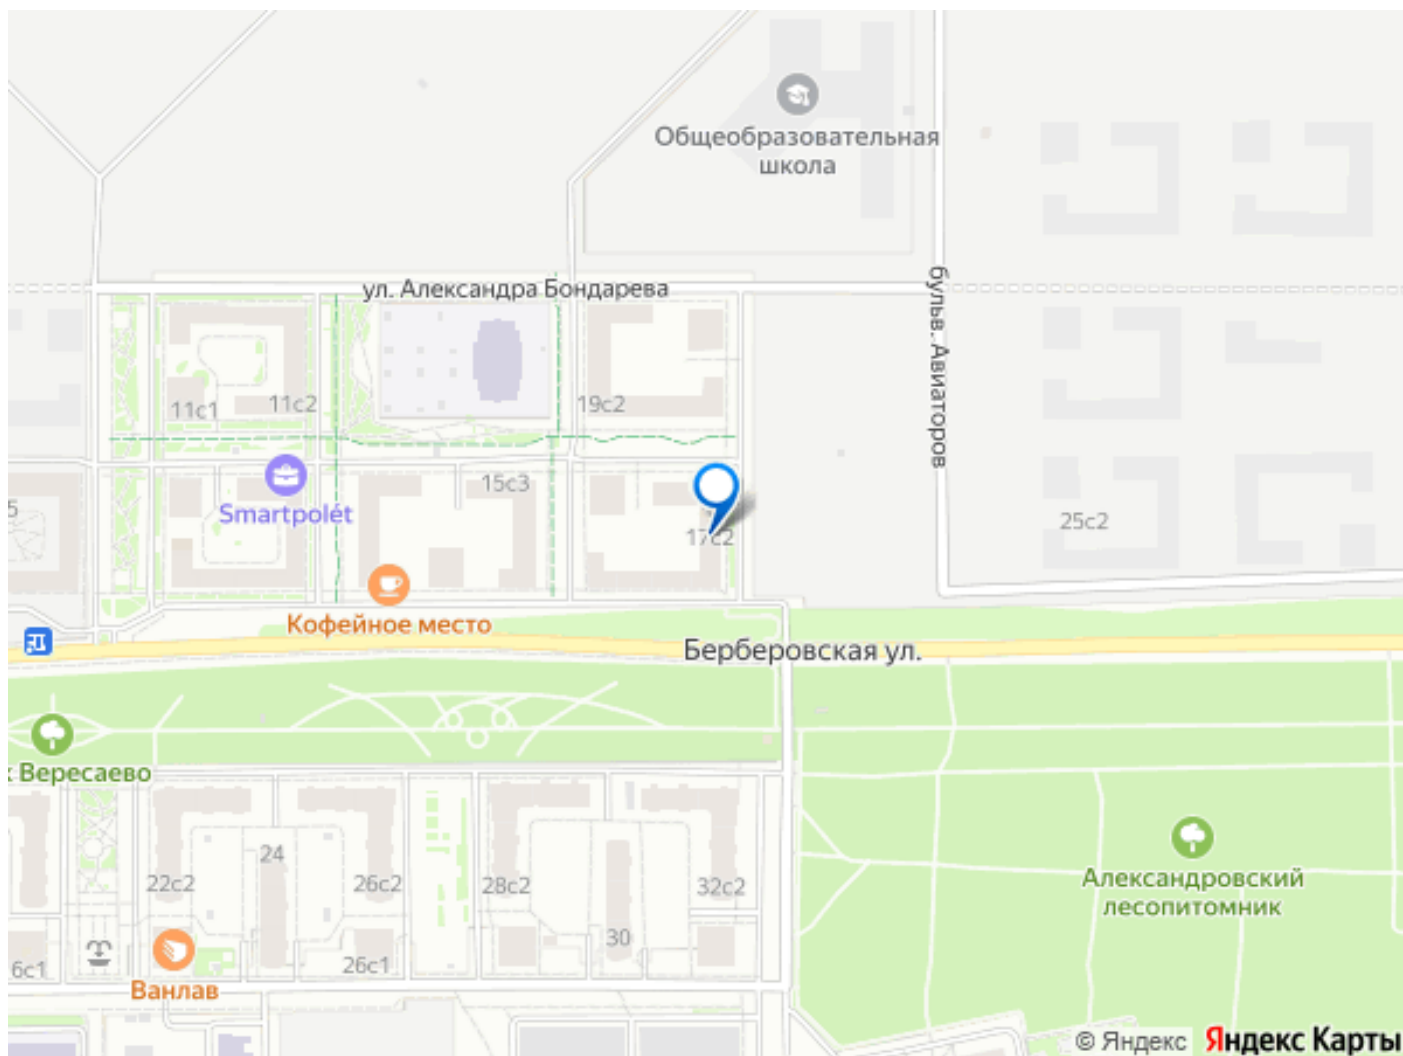 Общеобразовательная
школа
ул. Александра Бондарева
бульв. Авиаторов
11с1
11с2
19с2
15с3
Smartpolét
5
17с2
25с2
Кофейное место
Берберовская ул.
к Вересаево
24
22с2
26с2
28с2
32с2
Александровский
лесопитомник
30
6с1
26с1
Ванлав
© Яндекс Яндекс Карты